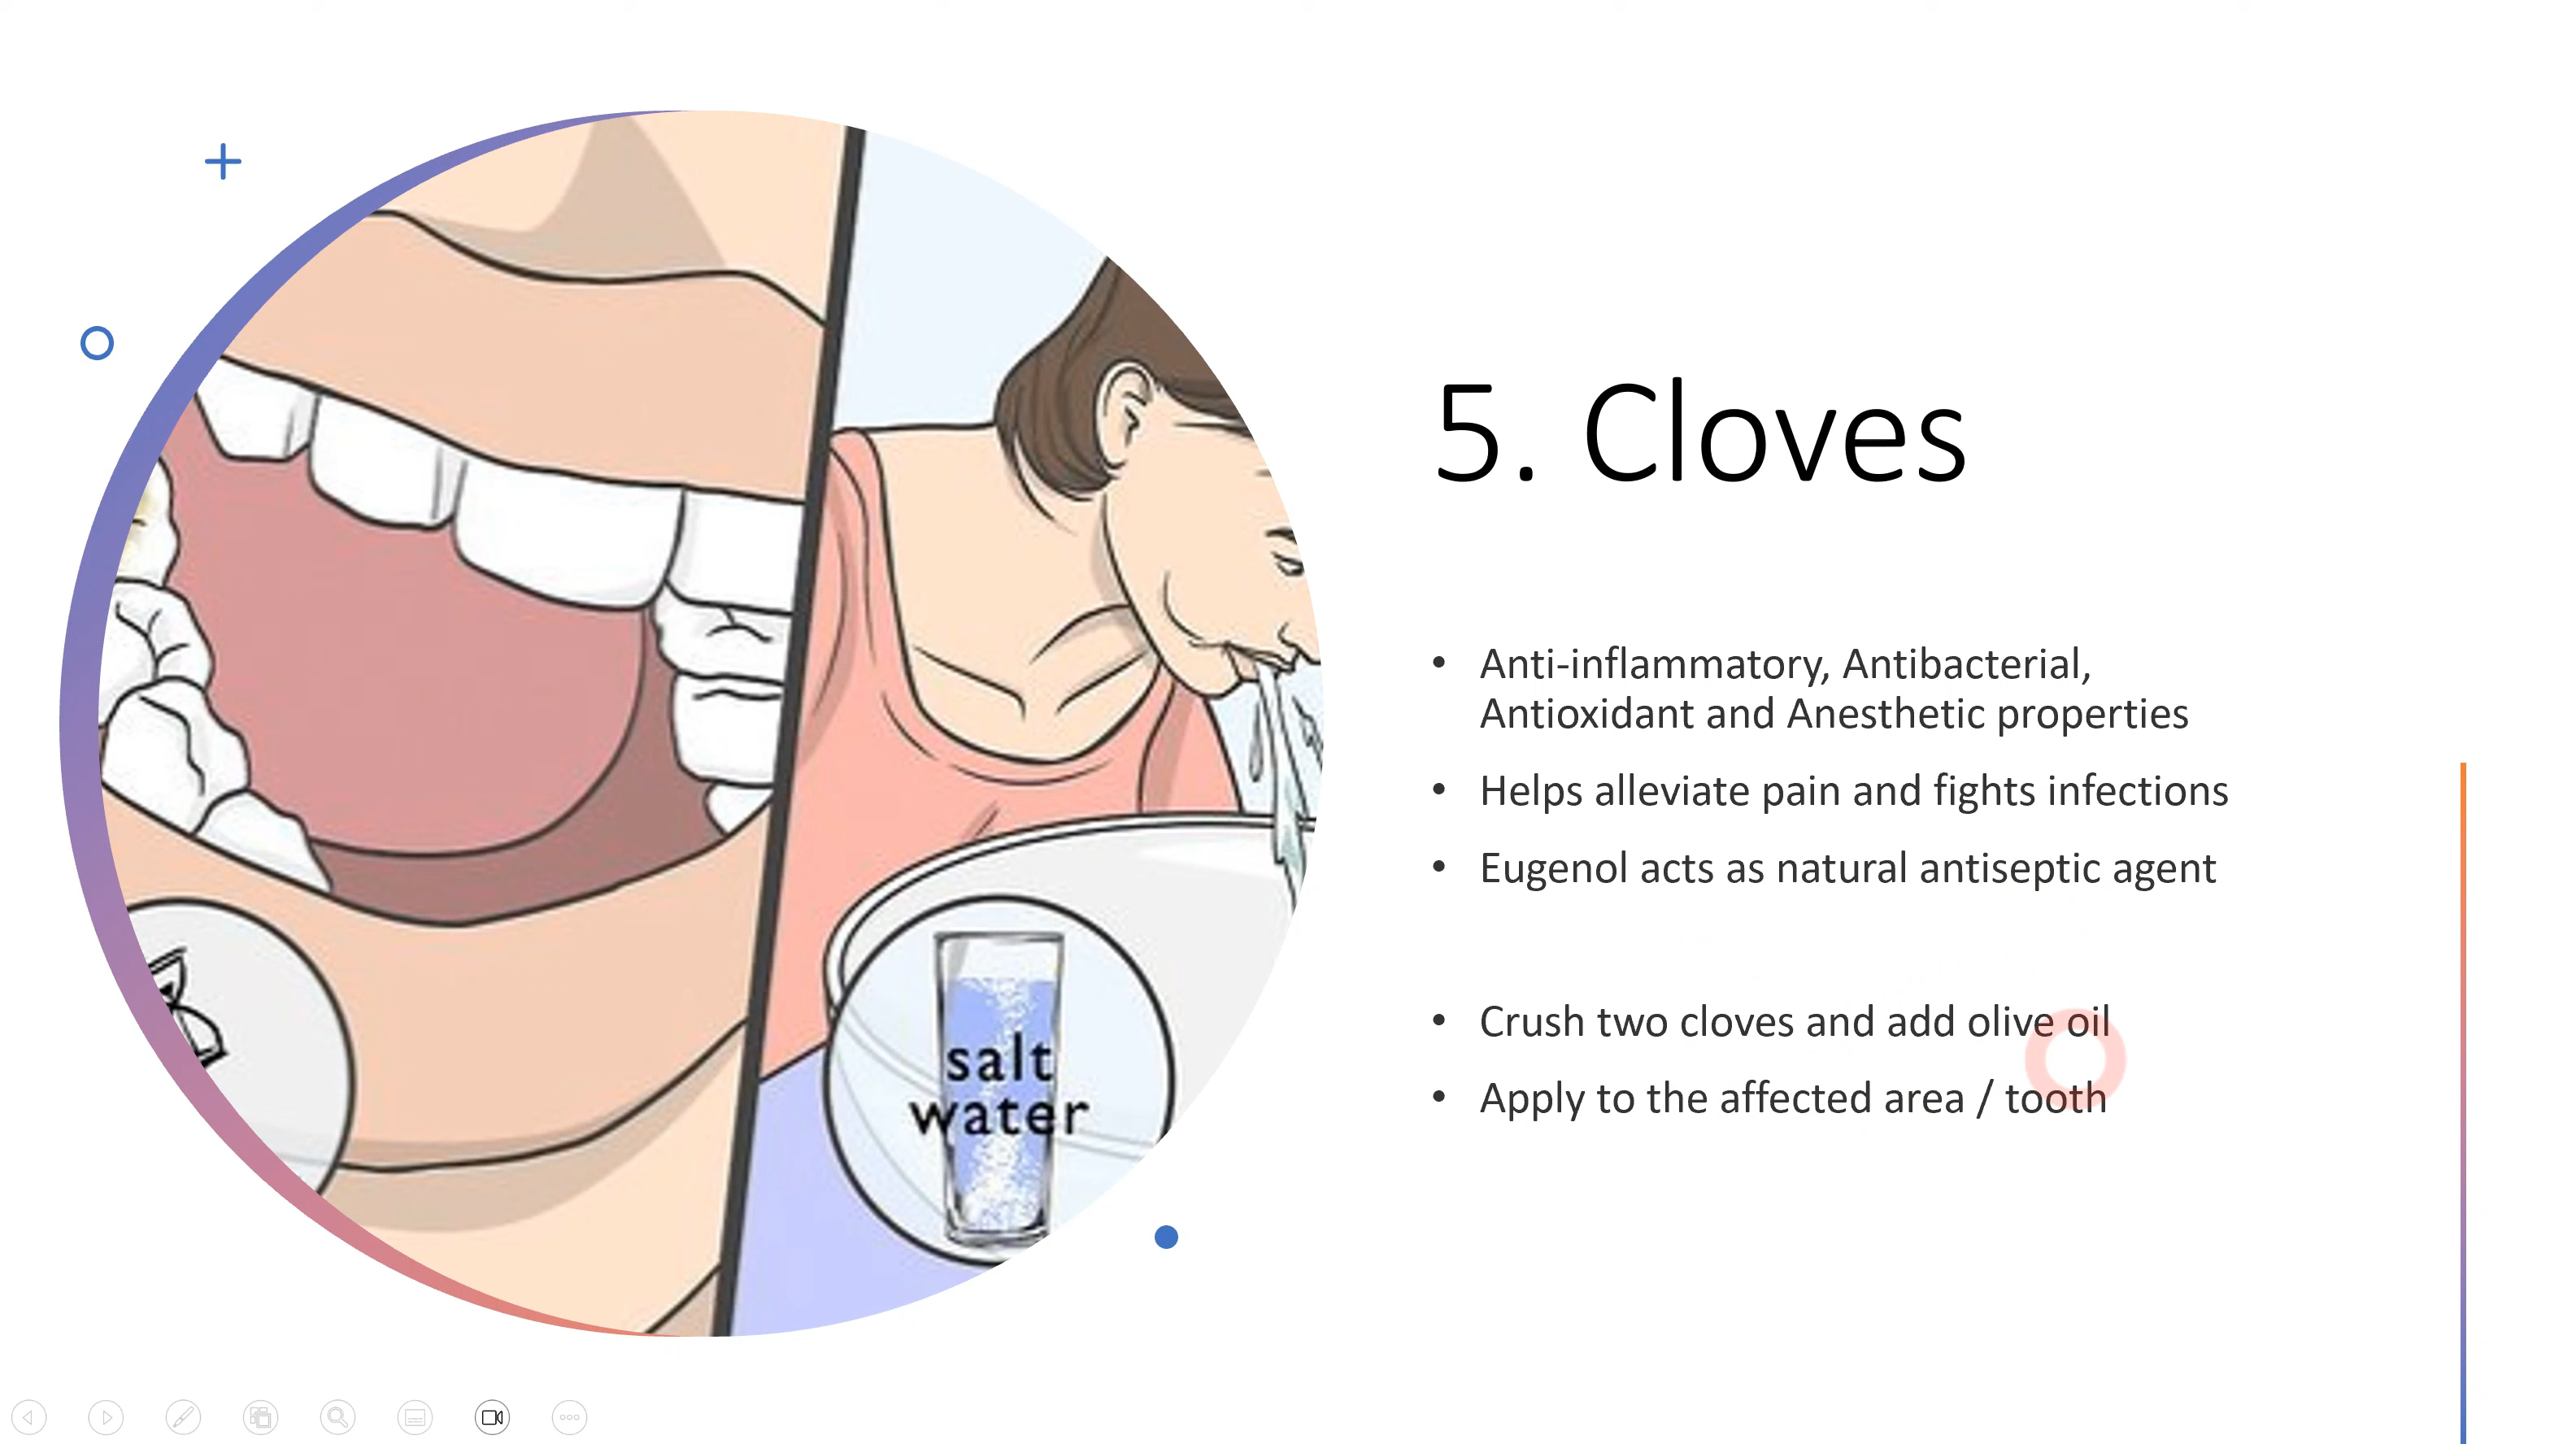 5. Cloves
• Anti-inflammatory, Antibacterial,
Antioxidant and Anesthetic properties
• Helps alleviate pain and fights infections
• Eugenol acts as natural antiseptic agent
• Crush two cloves and add olive oil
• Apply to the affected area / tooth
salt
water